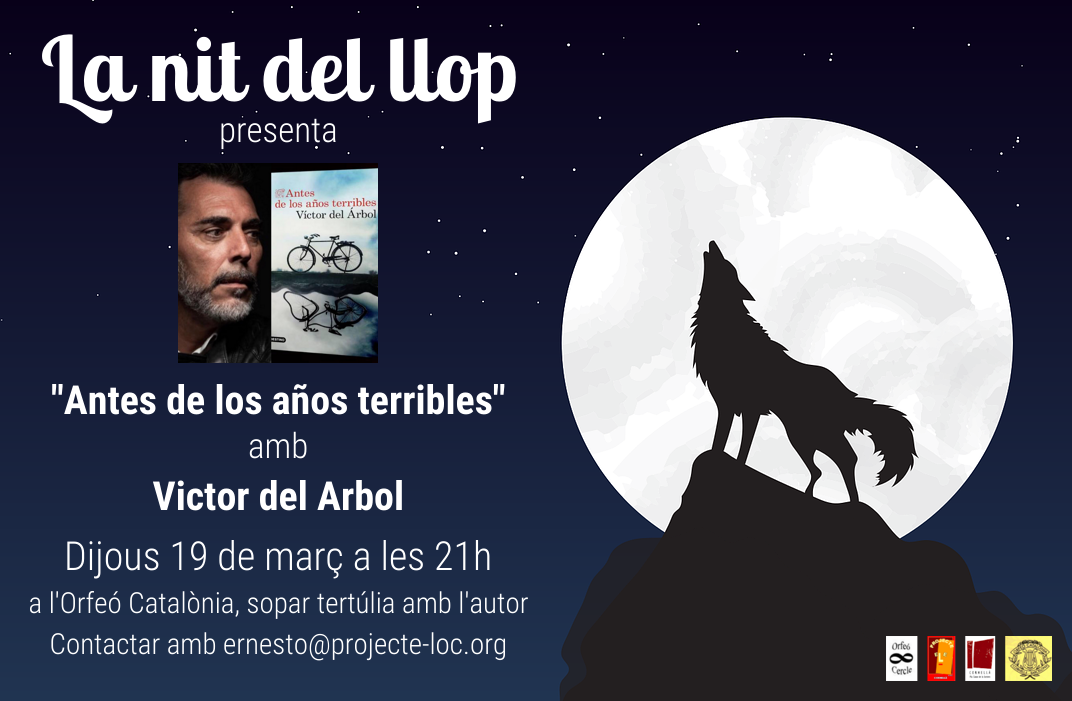 La nit del llop
presenta
Antes
de los años terribles
Víctor del Árbol
DESTINO
"Antes de los años terribles"
amb
Victor del Arbol
Dijous 19 de març a les 21h
a l'Orfeó Catalònia, sopar tertúlia amb l'autor
Contactar amb ernesto@projecte-loc.org
Orfeó
Cercle
CORNELLÀ